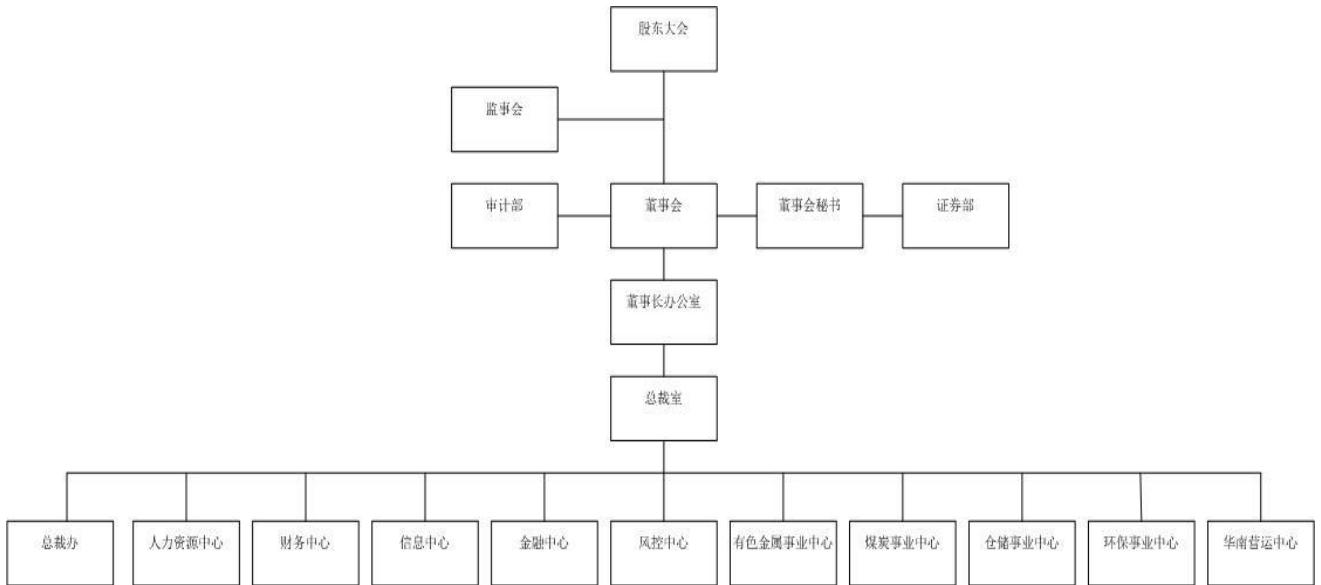 股东大会
监事会
审计部
董事会
董事会秘书
证券部
董事长办公室
总裁室
总裁办
人力资源中心
财务中心
信息中心
金融中心
风控中心
有色金属事业中心
煤炭事业中心
仓储事业中心
环保事业中心
华南营运中心